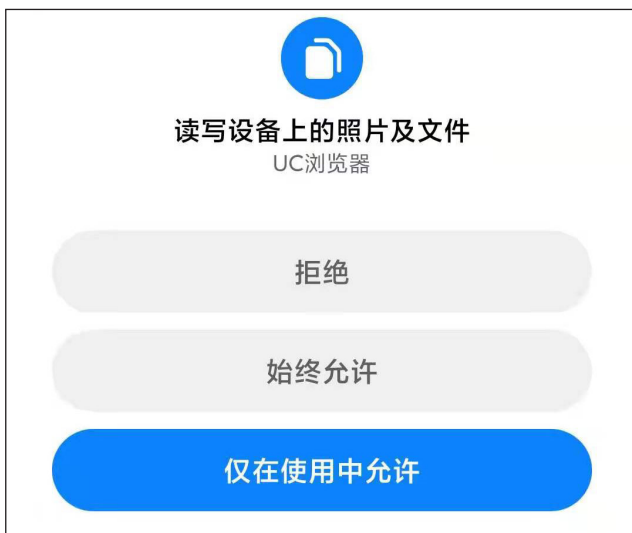 读写设备上的照片及文件
UC浏览器
拒绝
始终允许
仅在使用中允许